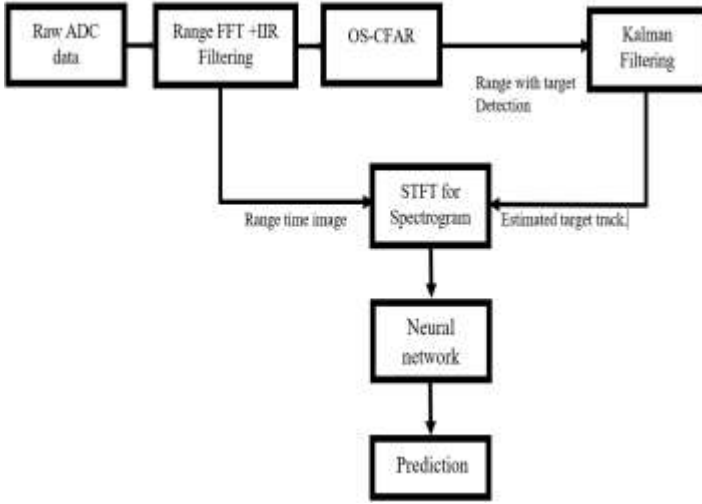 Raw ADC
data
Range FFT +IIR
Filtering
OS-CFAR
Kalman
Filtering
Range with target
Detection
STFT for
Spectrogram
Range time image
Estimated target track.
Neural
network
Prediction